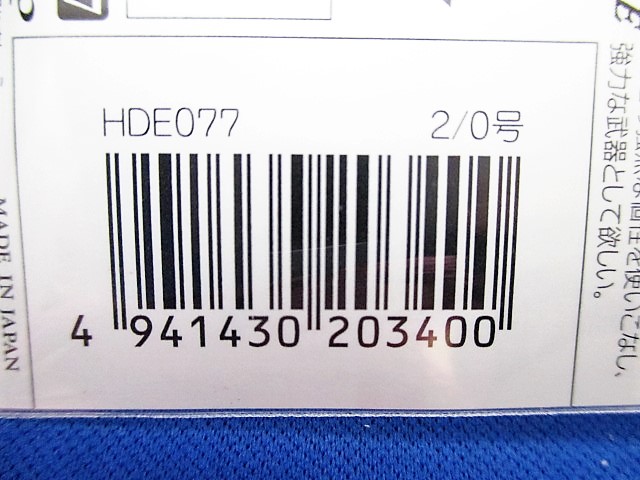 HDE077 2/0号
4 941430 203400
MADE IN JAPAN
強力な武器として欲しい。